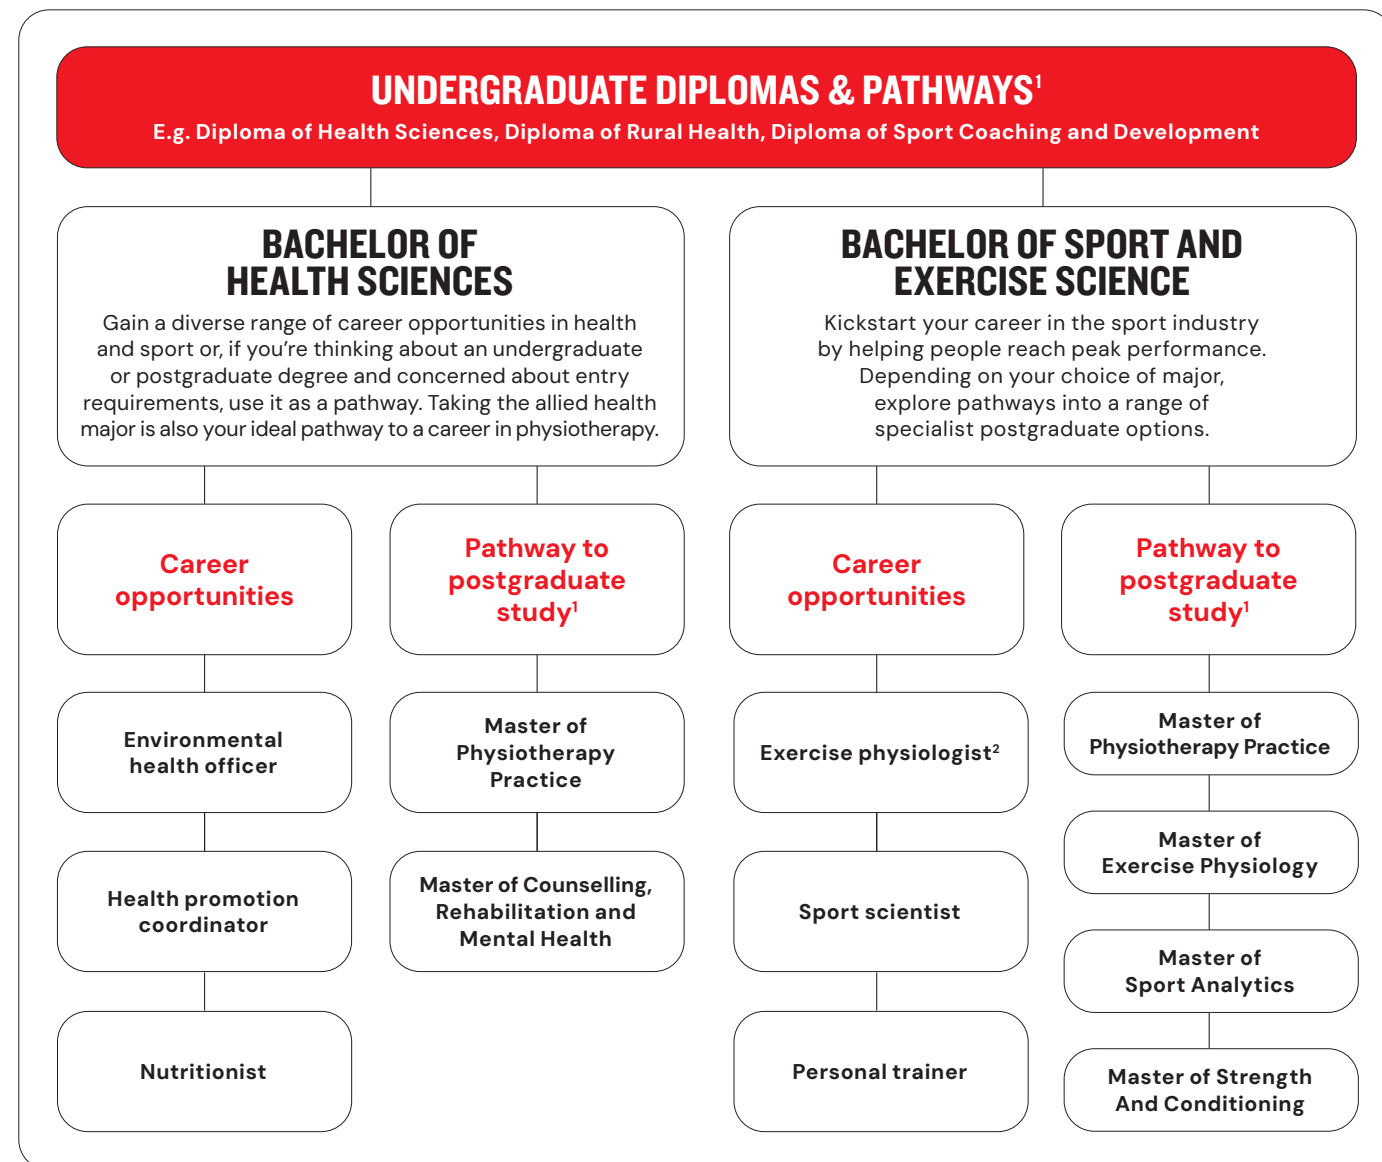 UNDERGRADUATE DIPLOMAS & PATHWAYS¹
E.g. Diploma of Health Sciences, Diploma of Rural Health, Diploma of Sport Coaching and Development
BACHELOR OF
HEALTH SCIENCES
Gain a diverse range of career opportunities in health
and sport or, if you're thinking about an undergraduate
or postgraduate degree and concerned about entry
requirements, use it as a pathway. Taking the allied health
major is also your ideal pathway to a career in physiotherapy.
BACHELOR OF SPORT AND
EXERCISE SCIENCE
Kickstart your career in the sport industry
by helping people reach peak performance.
Depending on your choice of major,
explore pathways into a range of
specialist postgraduate options.
Career
opportunities
Environmental
health officer
Health promotion
coordinator
Nutritionist
Pathway to
postgraduate
study¹
Master of
Physiotherapy
Practice
Master of Counselling,
Rehabilitation and
Mental Health
Career
opportunities
Exercise physiologist²
Sport scientist
Personal trainer
Pathway to
postgraduate
study¹
Master of
Physiotherapy Practice
Master of
Exercise Physiology
Master of
Sport Analytics
Master of Strength
And Conditioning